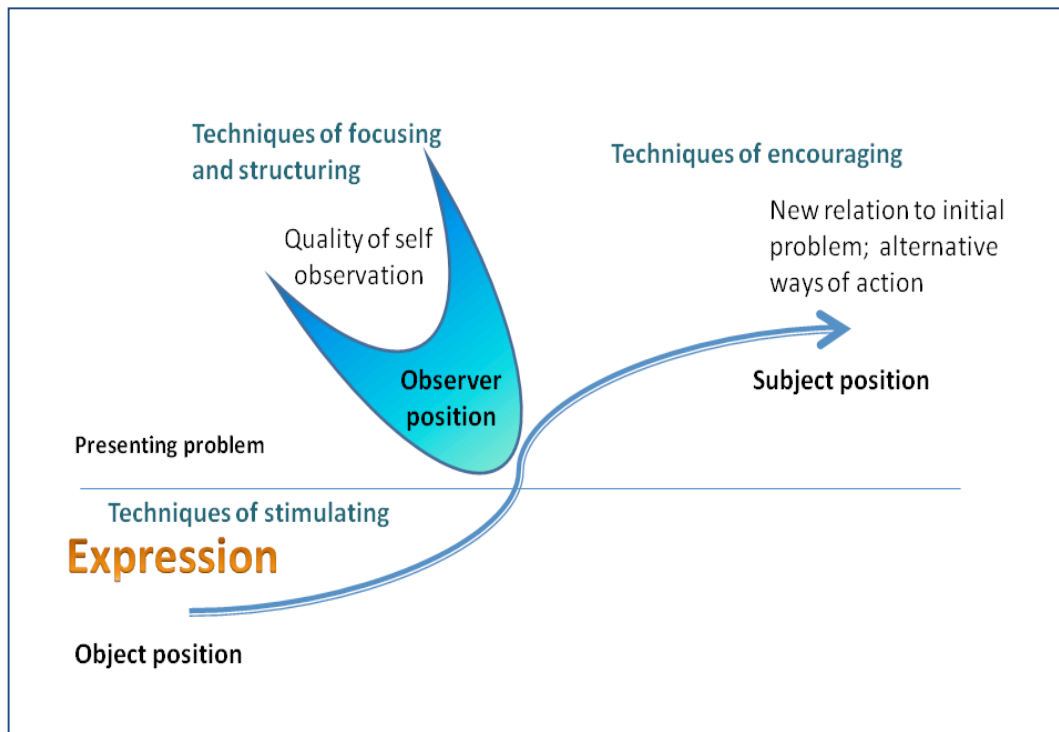 Techniques of focusing
and structuring
Techniques of encouraging
Quality of self
observation
New relation to initial
problem; alternative
ways of action
Observer
position
Subject position
Presenting problem
Techniques of stimulating
Expression
Object position